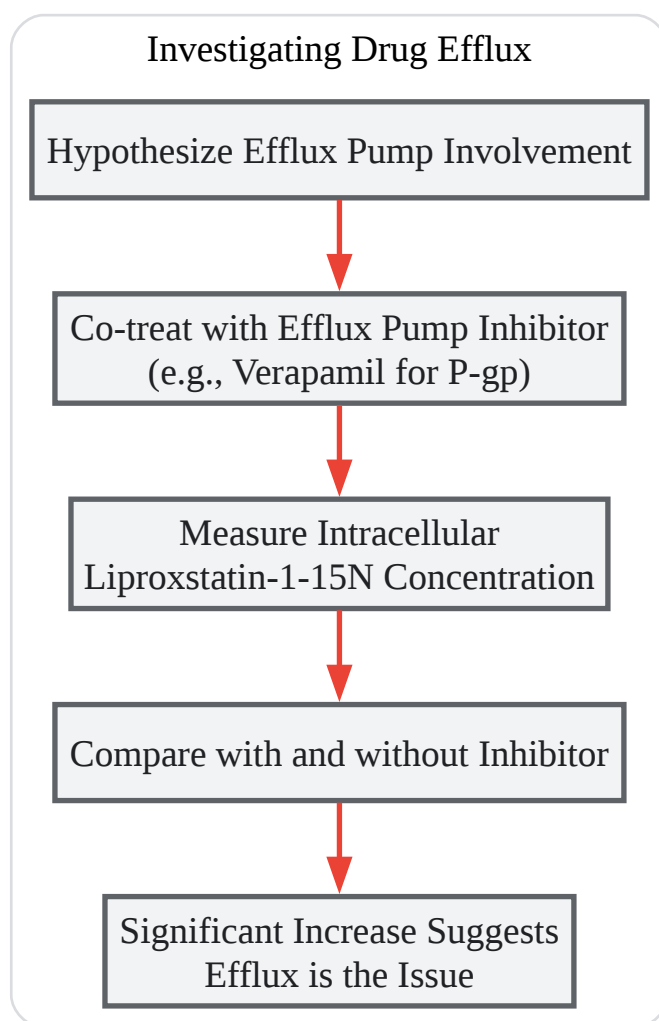 Investigating Drug Efflux
Hypothesize Efflux Pump Involvement
Co-treat with Efflux Pump Inhibitor
(e.g., Verapamil for P-gp)
Measure Intracellular
Liproxstatin-1-15N Concentration
Compare with and without Inhibitor
Significant Increase Suggests
Efflux is the Issue